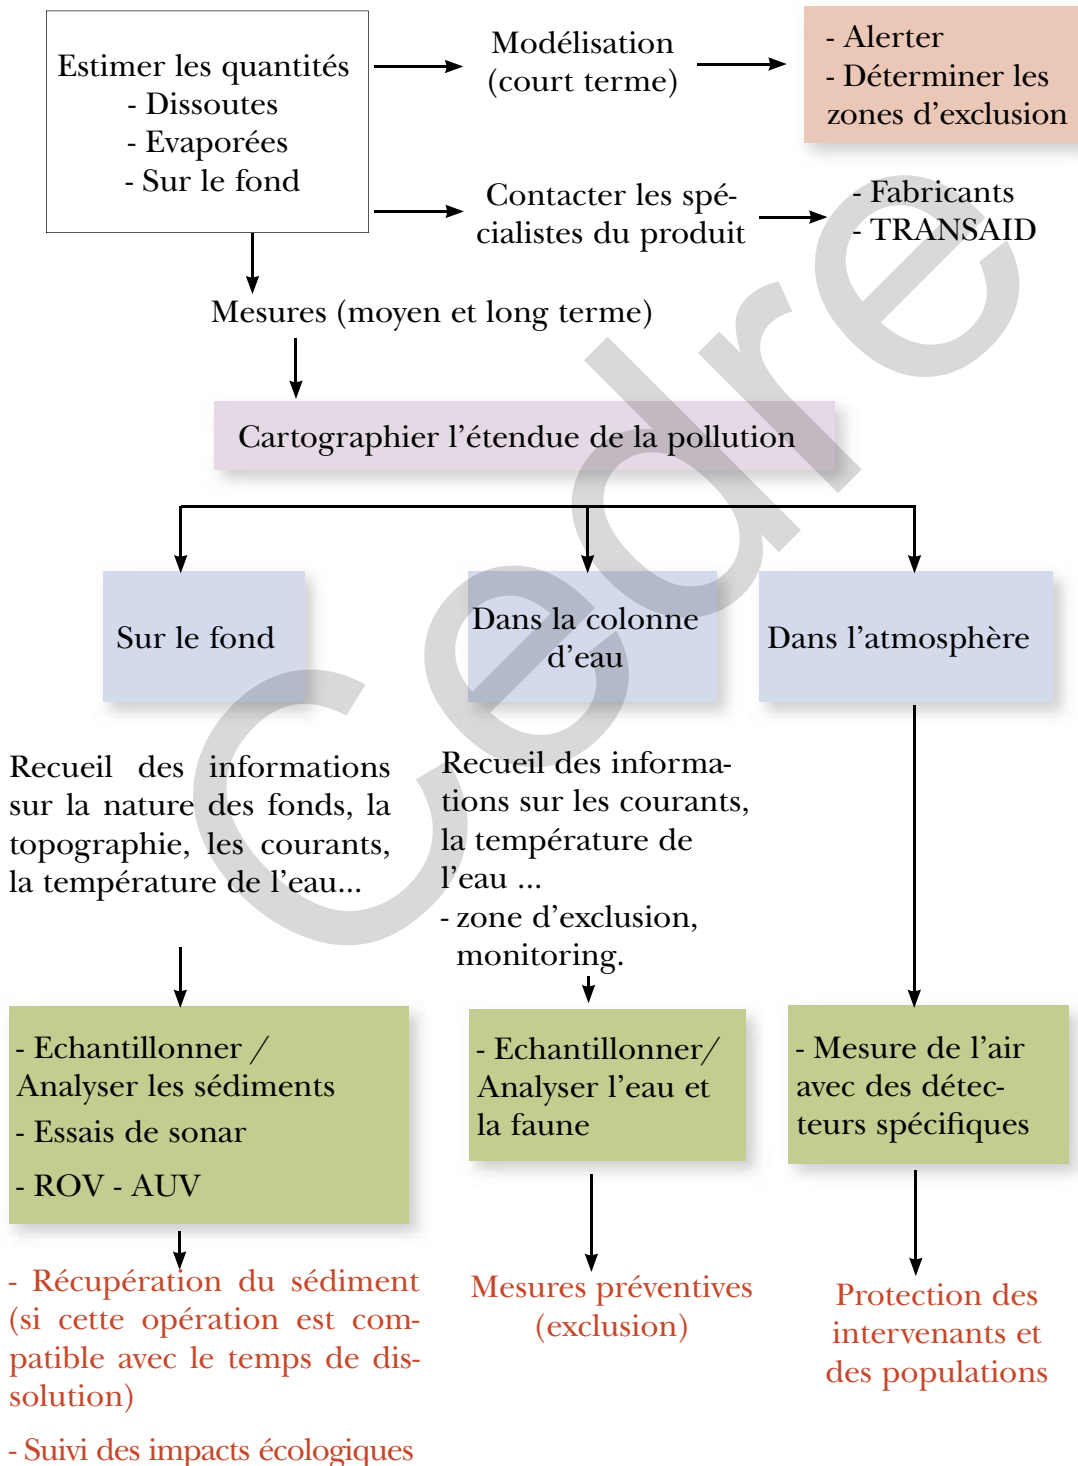 Estimer les quantités
- Dissoutes
- Evaporées
- Sur le fond
Modélisation
(court terme)
- Alerter
- Déterminer les
zones d’exclusion
Contacter les spé-
cialistes du produit
- Fabricants
- TRANSAID
Mesures (moyen et long terme)
Cartographier l’étendue de la pollution
Sur le fond
Dans la colonne
d’eau
Dans l’atmosphère
Recueil des informations
sur la nature des fonds, la
topographie, les courants,
la température de l’eau...
Recueil des informa-
tions sur les courants,
la température de
l’eau ...
- zone d’exclusion,
monitoring.
- Echantillonner /
Analyser les sédiments
- Essais de sonar
- ROV - AUV
- Echantillonner/
Analyser l’eau et
la faune
- Mesure de l’air
avec des détec-
teurs spécifiques
- Récupération du sédiment
(si cette opération est com-
patible avec le temps de dis-
solution)
- Suivi des impacts écologiques
Mesures préventives
(exclusion)
Protection des
intervenants et
des populations
Cedre